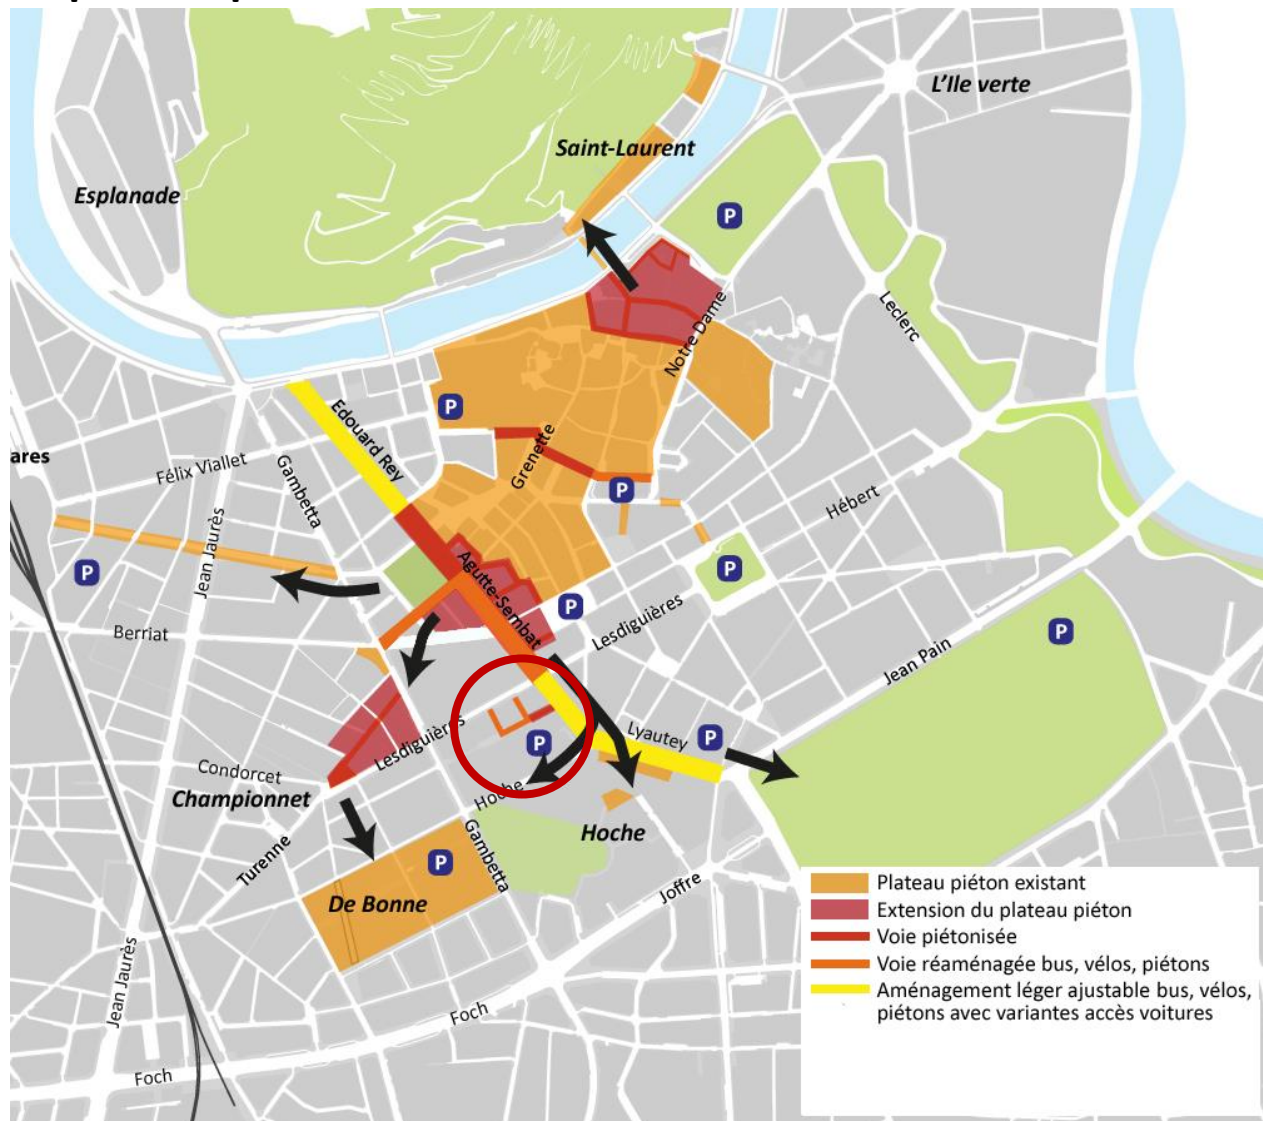 L'Ile verte
Saint-Laurent
Esplanade
P
Leclerc
Notre Dame
Edouard Rey
P
ares
Félix Viallet
Gambetta
Grenette
P
Hébert
Jean Jaurès
P
Agutte-Sembat
P
P
Lesdiguières
Berriat
P
Jean Pain
Lesdiguières
Lyautey
P
P
Condorcet
Championnet
Hoche
Hoche
Turenne
Gambetta
P
De Bonne
Joffre
Jean Jaurès
Foch
Foch
Plateau piéton existant
Extension du plateau piéton
Voie piétonisée
Voie réaménagée bus, vélos, piétons
Aménagement léger ajustable bus, vélos,
piétons avec variantes accès voitures